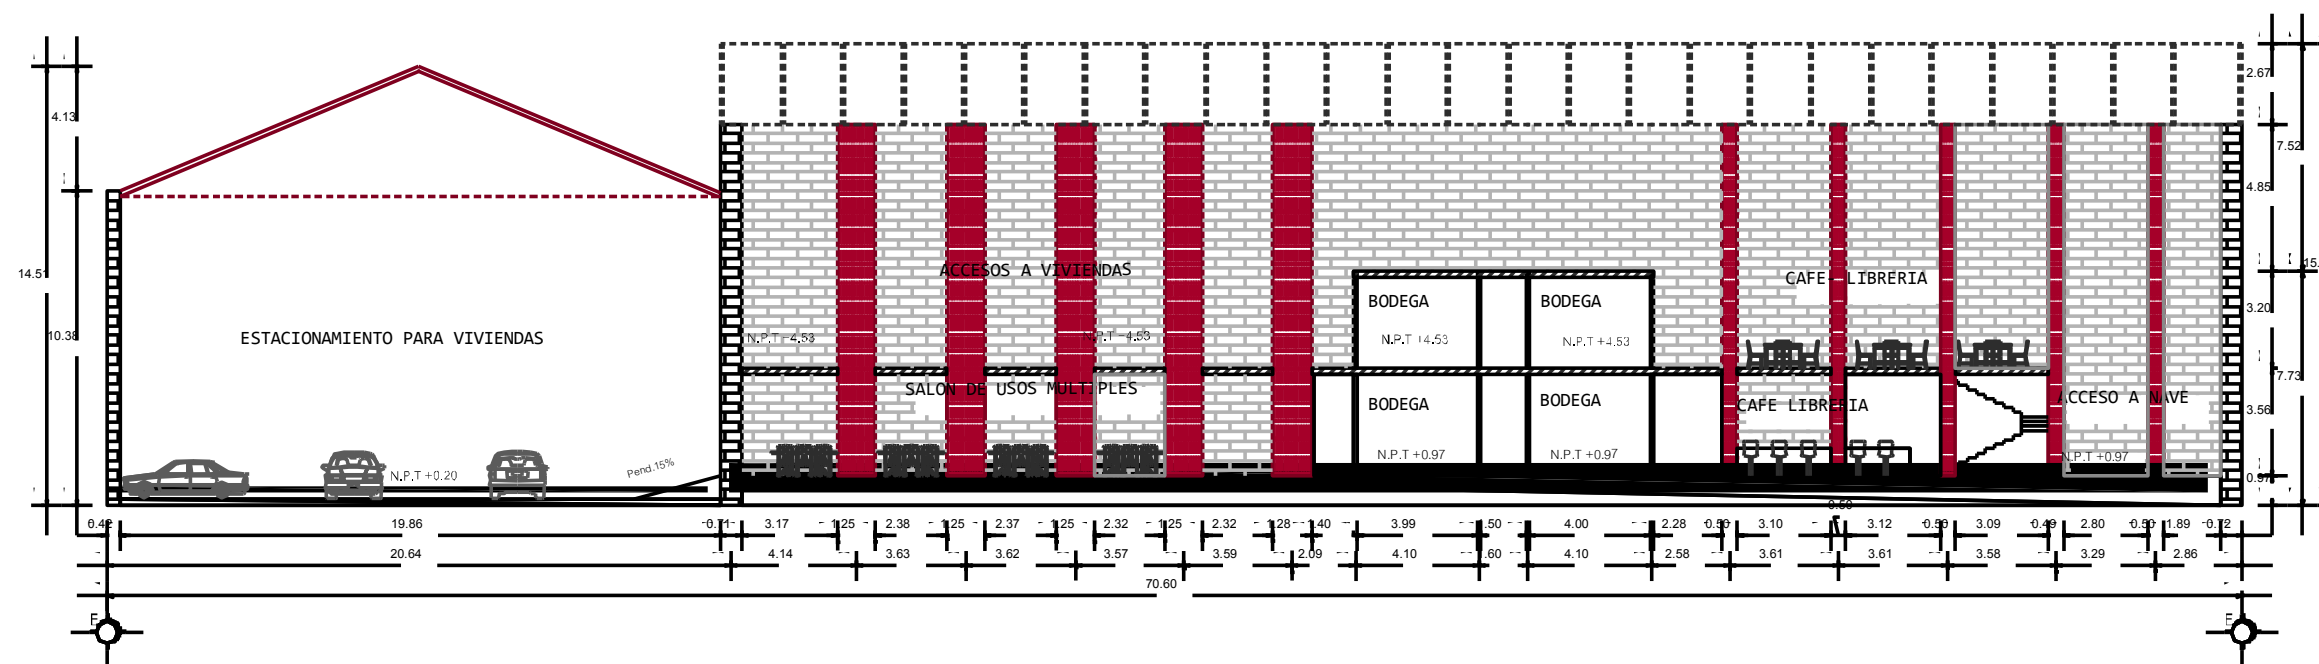 2.67
4.13
7.52
4.85
ACCESOS A VIVIENDAS
14.51
CAFE- LIBRERIA
15.
BODEGA
BODEGA
3.20
10.38
ESTACIONAMIENTO PARA VIVIENDAS
N.P.T +4.53
N.P.T +4.53
N.P.T +4.53
N.P.T +4.53
7.73
SALON DE USOS MULTIPLES
BODEGA
BODEGA
CAFE LIBRERIA
ACCESO A NAVE
3.56
N.P.T +0.97
N.P.T +0.97
N.P.T +0.97
Pend.15%
N.P.T +0.20
0.97
0.42 19.86 0.71 3.17 1.25 2.38 1.25 2.37 1.25 2.32 1.25 2.32 1.28 1.40 3.99 1.50 4.00 2.28 0.50 3.10 0.50 3.12 0.50 3.09 0.49 2.80 0.50 1.89 0.72
20.64 4.14 3.63 3.62 3.57 3.59 2.09 4.10 1.60 4.10 2.58 3.61 3.61 3.58 3.29 2.86
70.60